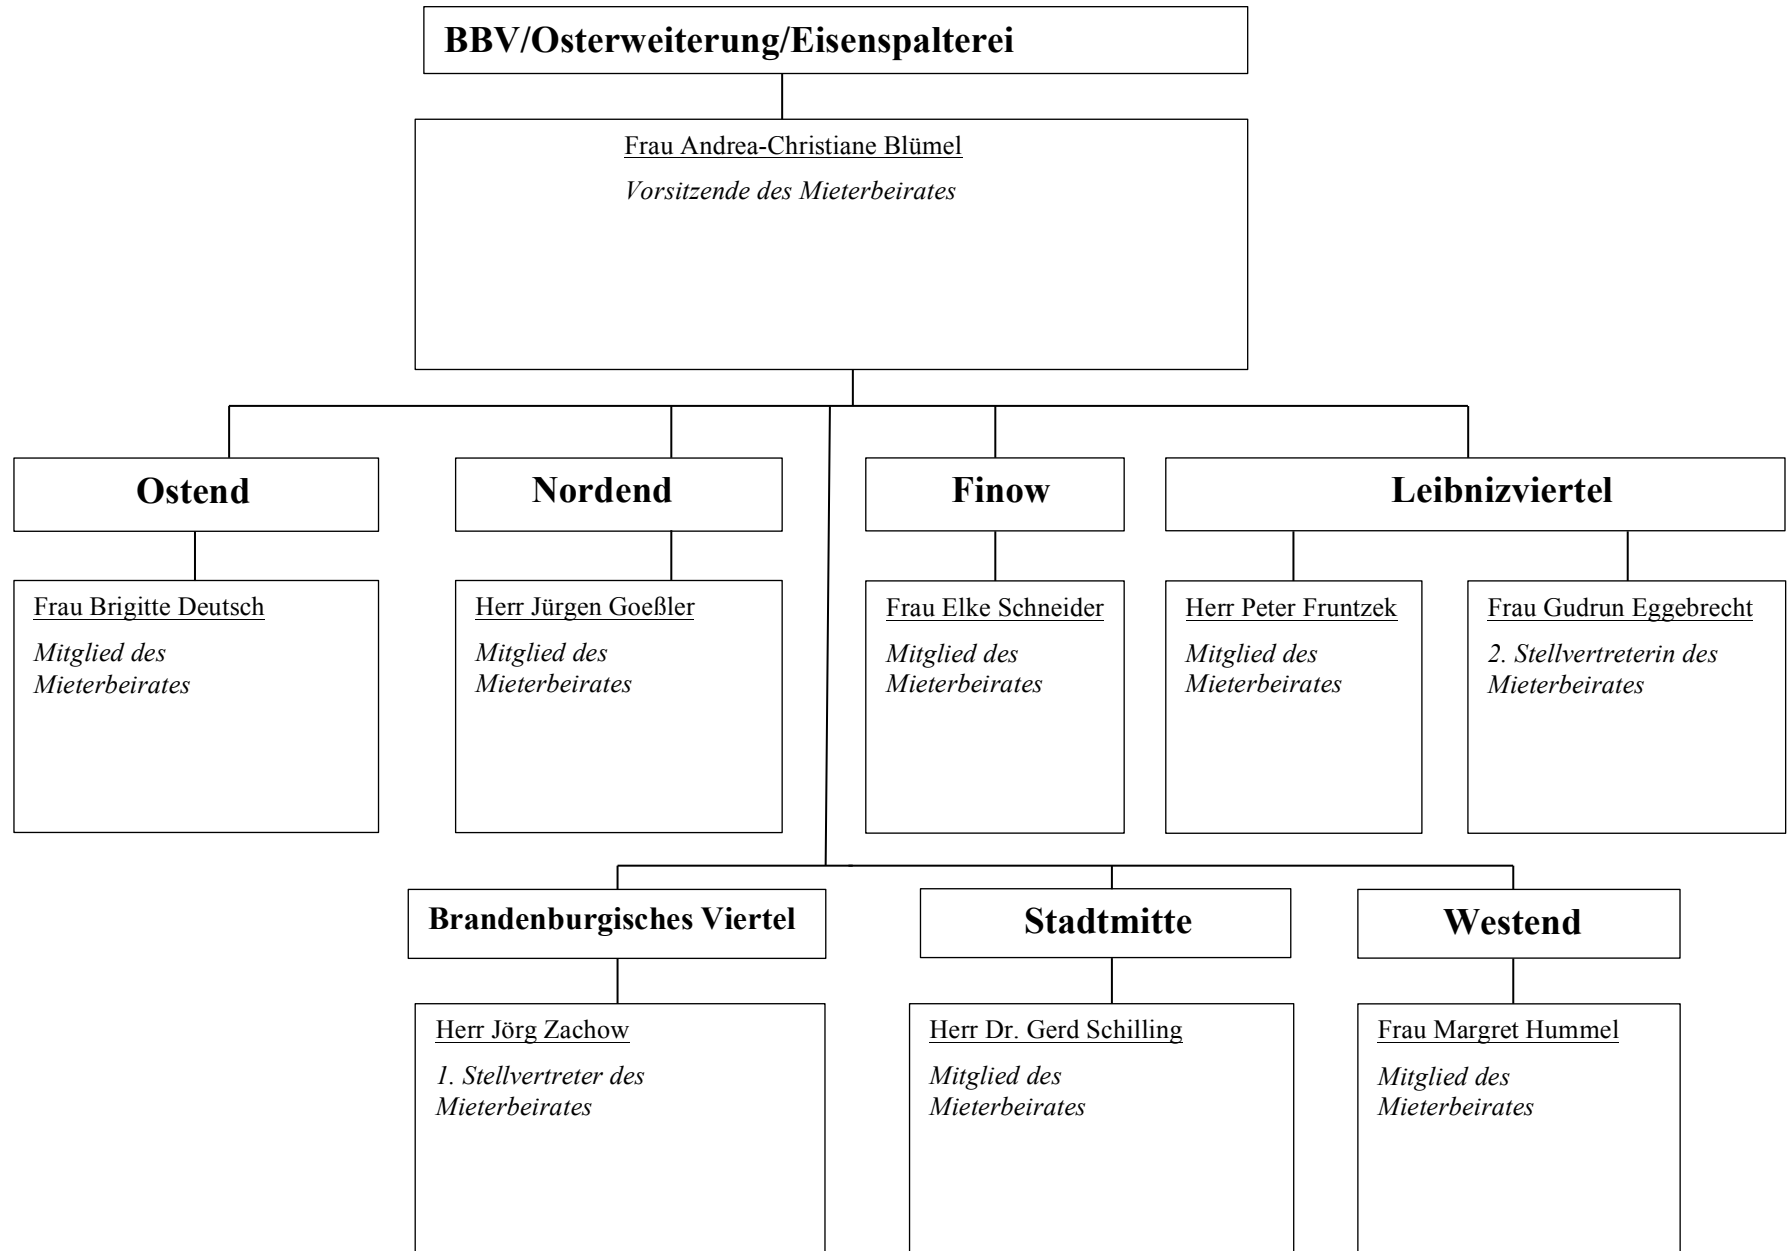 BBV/Osterweiterung/Eisenspalterei
Frau Andrea-Christiane Blümel
Vorsitzende des Mieterbeirates
Ostend
Nordend
Finow
Leibnizviertel
Frau Brigitte Deutsch
Mitglied des
Mieterbeirates
Herr Jürgen Goeßler
Mitglied des
Mieterbeirates
Frau Elke Schneider
Mitglied des
Mieterbeirates
Herr Peter Fruntzek
Mitglied des
Mieterbeirates
Frau Gudrun Eggebrecht
2. Stellvertreterin des
Mieterbeirates
Brandenburgisches Viertel
Stadtmitte
Westend
Herr Jörg Zachow
1. Stellvertreter des
Mieterbeirates
Herr Dr. Gerd Schilling
Mitglied des
Mieterbeirates
Frau Margret Hummel
Mitglied des
Mieterbeirates